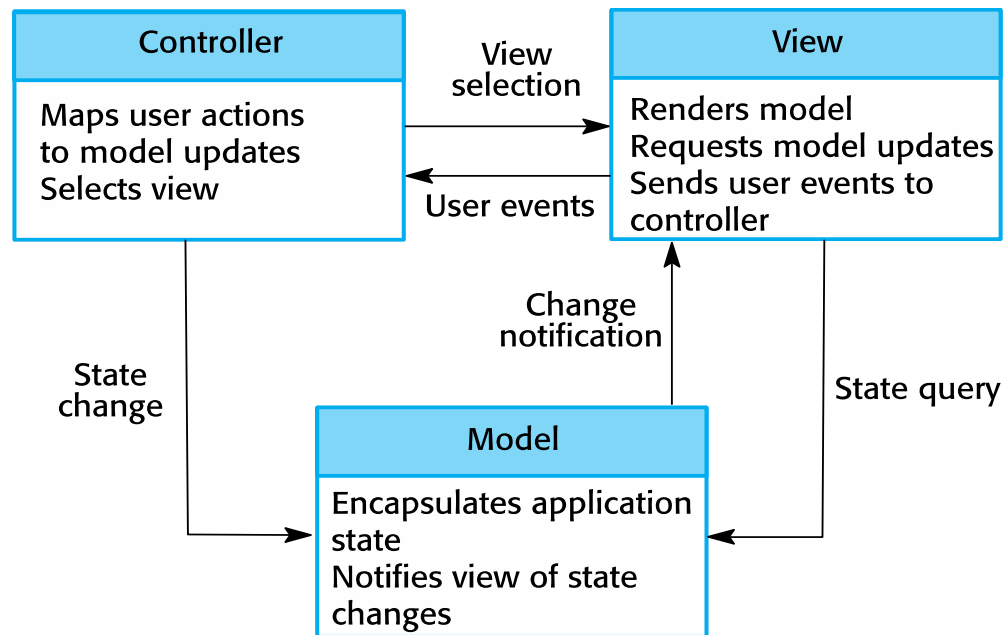 Controller
Maps user actions
to model updates
Selects view
View
selection
User events
View
Renders model
Requests model updates
Sends user events to
controller
State
change
Change
notification
State query
Model
Encapsulates application
state
Notifies view of state
changes